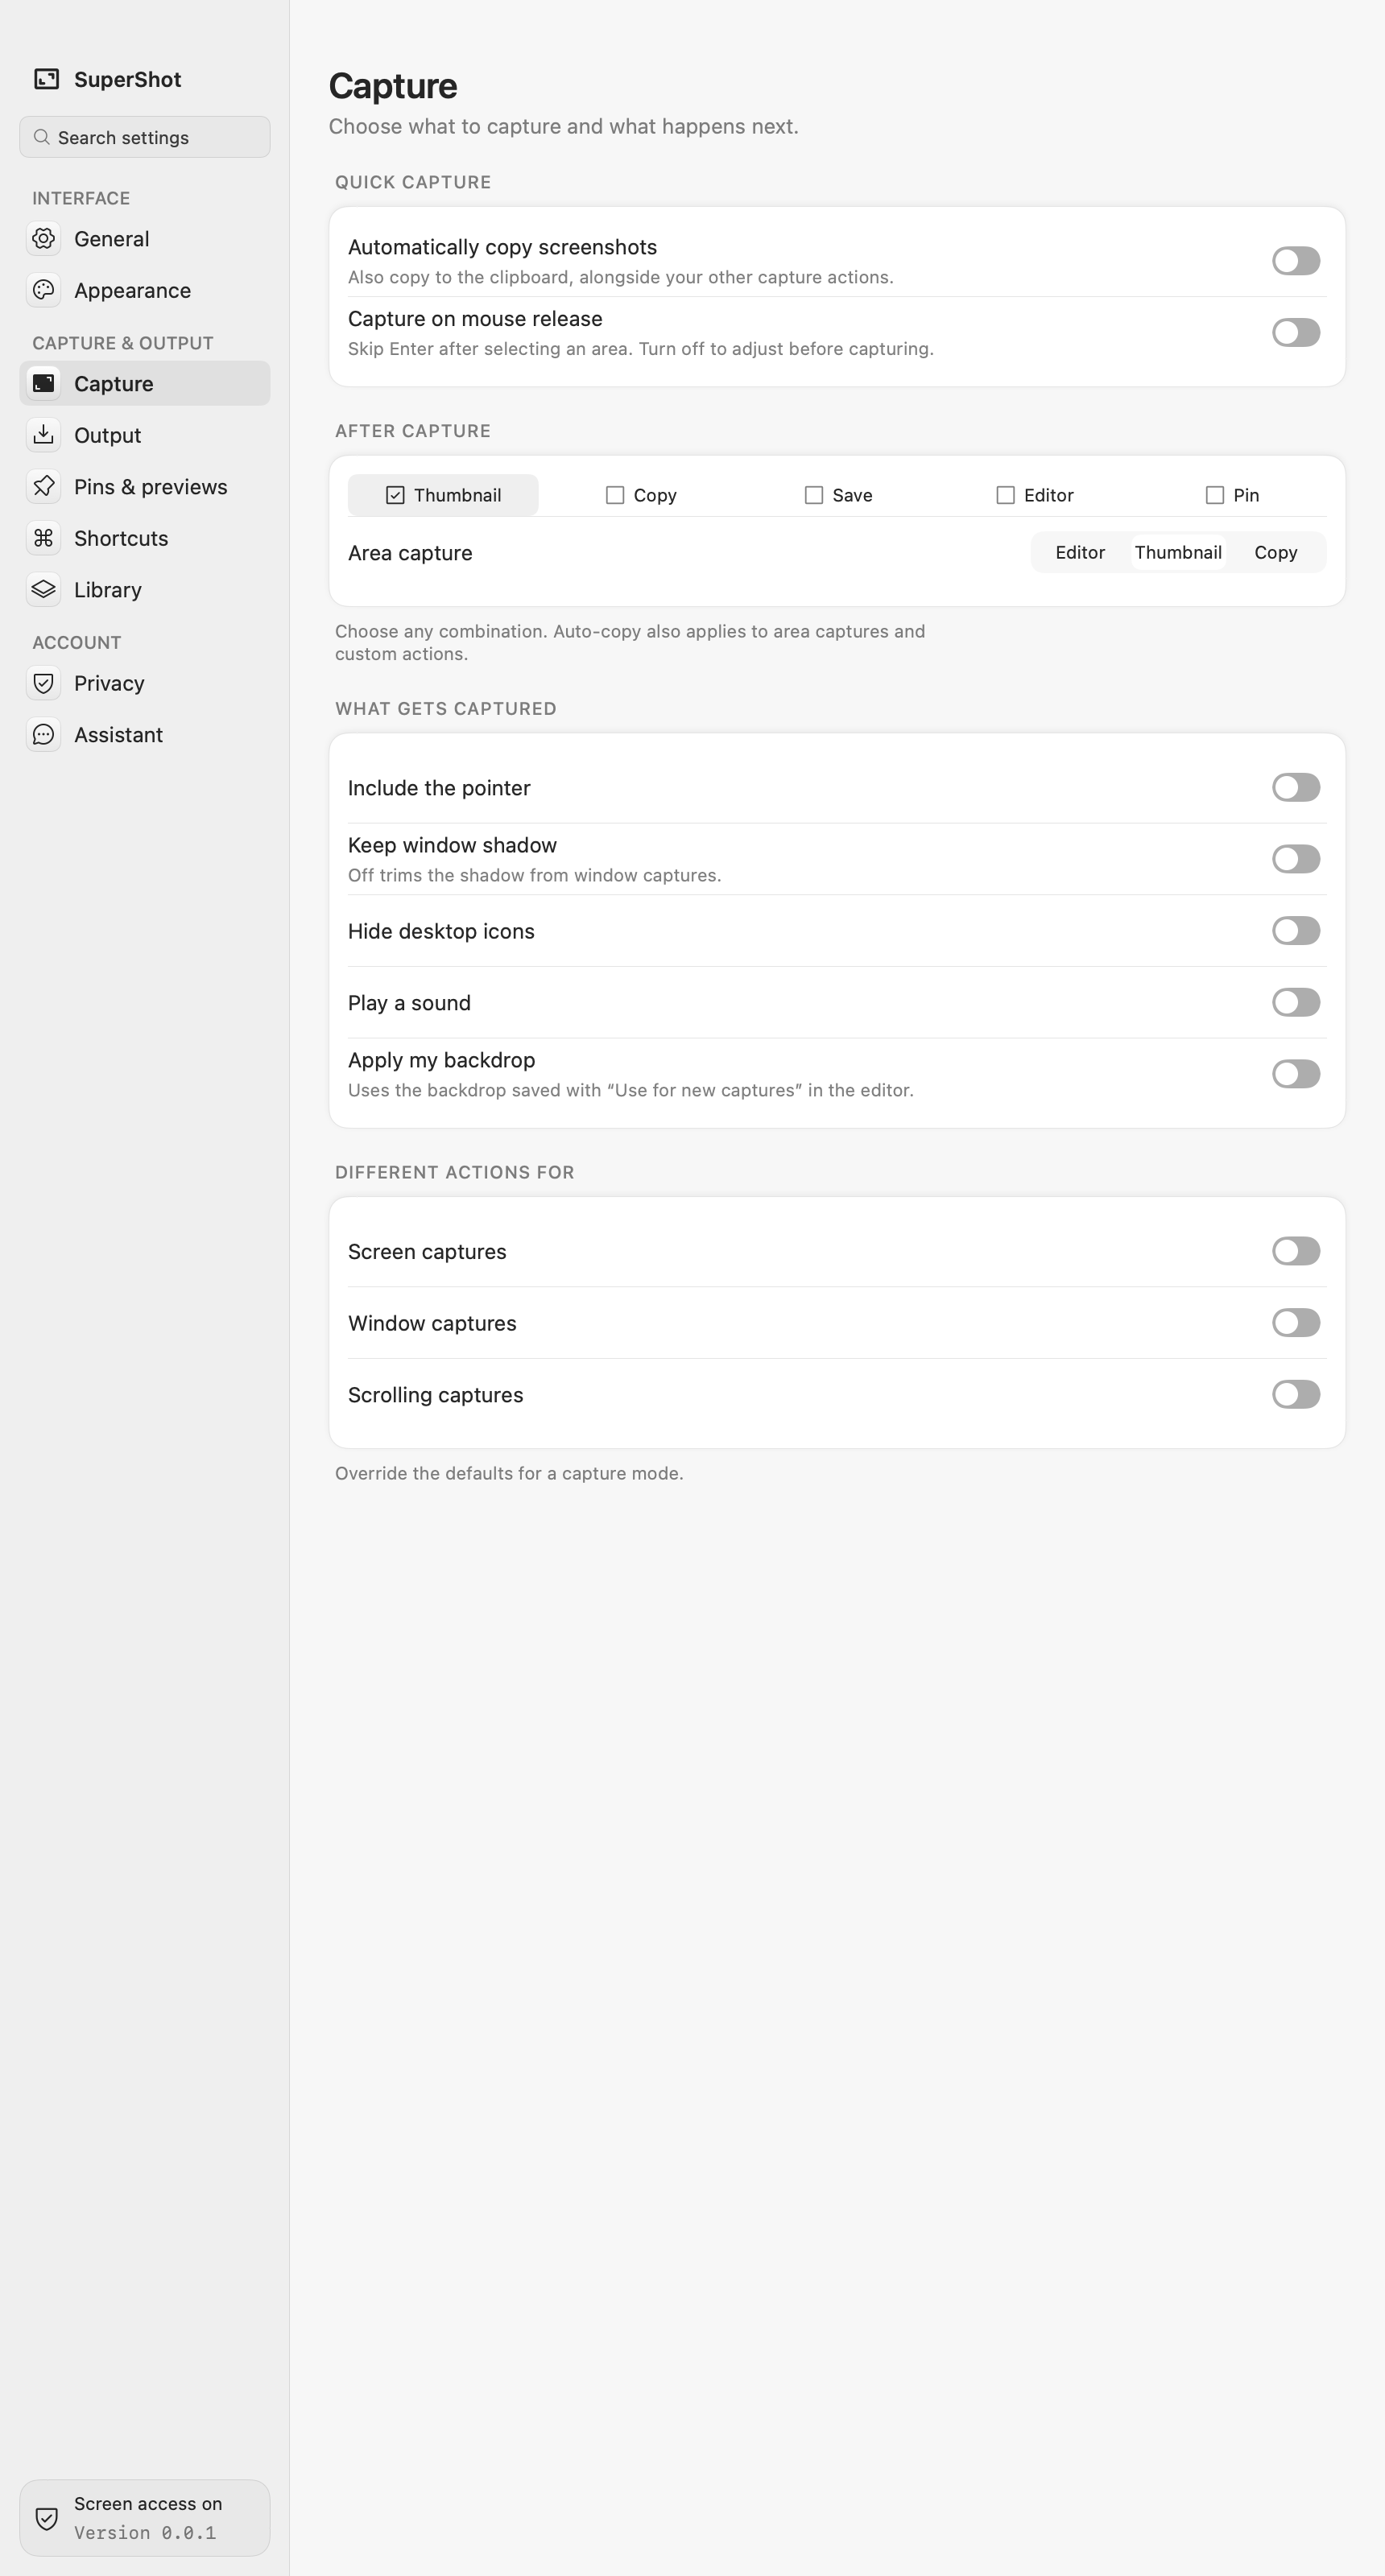 SuperShot
Search settings
INTERFACE
General
Appearance
CAPTURE & OUTPUT
Capture
Output
Pins & previews
Shortcuts
Library
ACCOUNT
Privacy
Assistant
Screen access on
Version 0.0.1
Capture
Choose what to capture and what happens next.
QUICK CAPTURE
Automatically copy screenshots
Also copy to the clipboard, alongside your other capture actions.
Capture on mouse release
Skip Enter after selecting an area. Turn off to adjust before capturing.
AFTER CAPTURE
Thumbnail Copy Save Editor Pin
Area capture Editor Thumbnail Copy
Choose any combination. Auto-copy also applies to area captures and
custom actions.
WHAT GETS CAPTURED
Include the pointer
Keep window shadow
Off trims the shadow from window captures.
Hide desktop icons
Play a sound
Apply my backdrop
Uses the backdrop saved with “Use for new captures” in the editor.
DIFFERENT ACTIONS FOR
Screen captures
Window captures
Scrolling captures
Override the defaults for a capture mode.